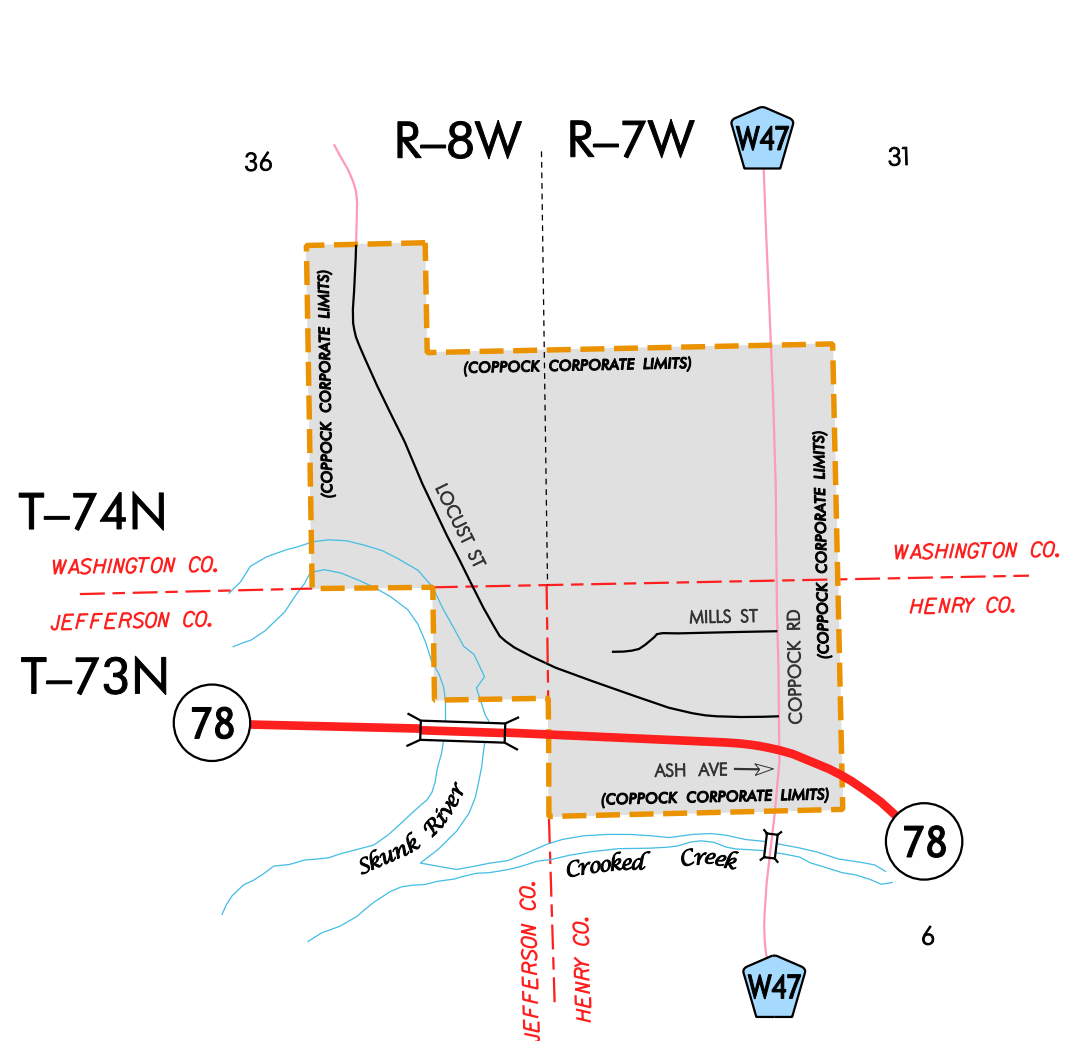 R–8W
R–7W
W47
36
31
(COPPOCK CORPORATE LIMITS)
(COPPOCK CORPORATE LIMITS)
(COPPOCK CORPORATE LIMITS)
LOCUST ST
T–74N
WASHINGTON CO.
WASHINGTON CO.
JEFFERSON CO.
HENRY CO.
MILLS ST
COPPOCK RD
T–73N
78
ASH AVE
(COPPOCK CORPORATE LIMITS)
Skunk River
78
Crooked Creek
JEFFERSON CO.
HENRY CO.
6
W47